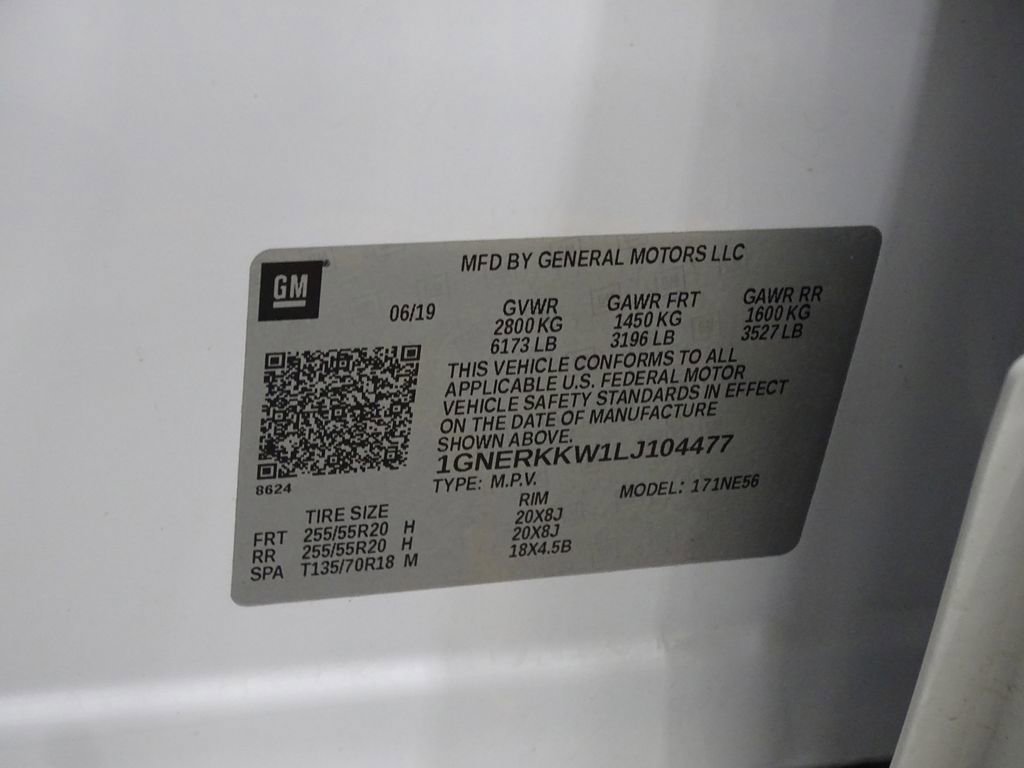 MFD BY GENERAL MOTORS LLC
GM
06/19
GVWR GAWR FRT GAWR RR
2800 KG 1450 KG 1600 KG
6173 LB 3196 LB 3527 LB
THIS VEHICLE CONFORMS TO ALL
APPLICABLE U.S. FEDERAL MOTOR
VEHICLE SAFETY STANDARDS IN EFFECT
ON THE DATE OF MANUFACTURE
SHOWN ABOVE.
1GNERKKW1LJ104477
8624
TYPE: M.P.V. MODEL: 171NE56
TIRE SIZE RIM
FRT 255/55R20 H 20X8J
RR 255/55R20 H 20X8J
SPA T135/70R18 M 18X4.5B